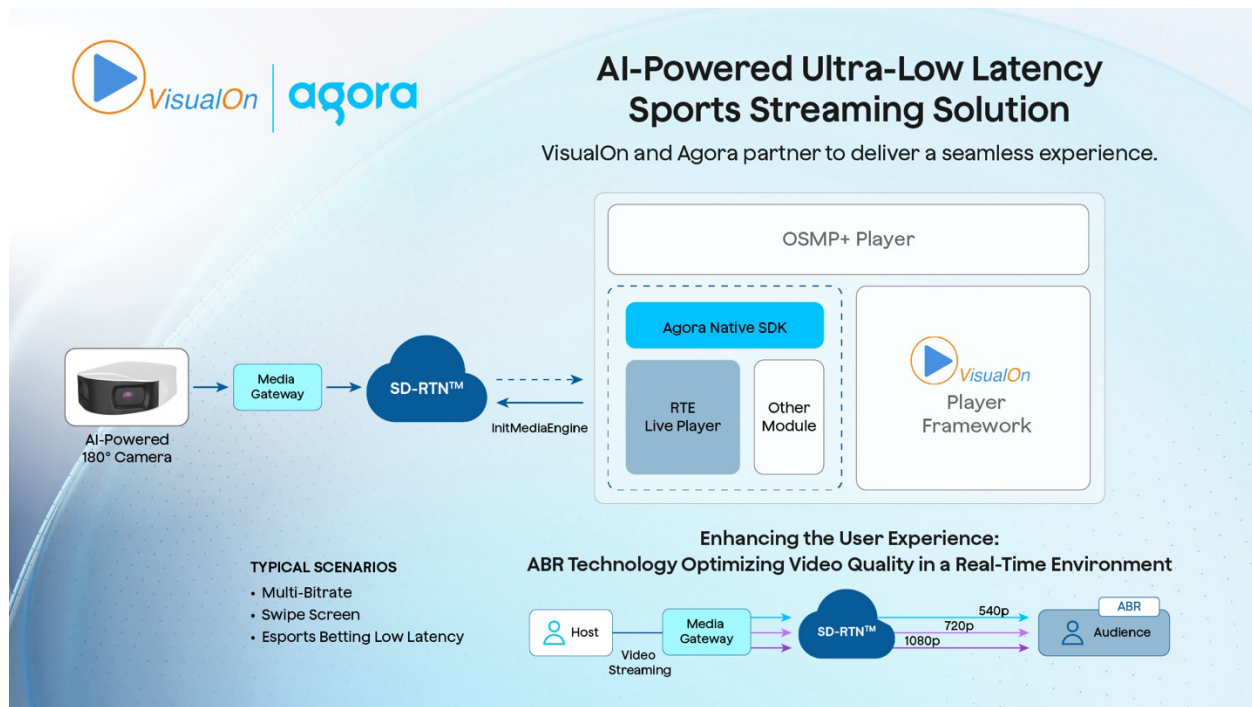 VisualOn
agora
AI-Powered Ultra-Low Latency
Sports Streaming Solution
VisualOn and Agora partner to deliver a seamless experience.
OSMP+ Player
Agora Native SDK
RTE
Live Player
Other
Module
VisualOn
Player
Framework
AI-Powered
180° Camera
Media
Gateway
SD-RTN™
InitMediaEngine
TYPICAL SCENARIOS
• Multi-Bitrate
• Swipe Screen
• Esports Betting Low Latency
Enhancing the User Experience:
ABR Technology Optimizing Video Quality in a Real-Time Environment
Host
Video
Streaming
Media
Gateway
SD-RTN™
540p
720p
1080p
ABR
Audience